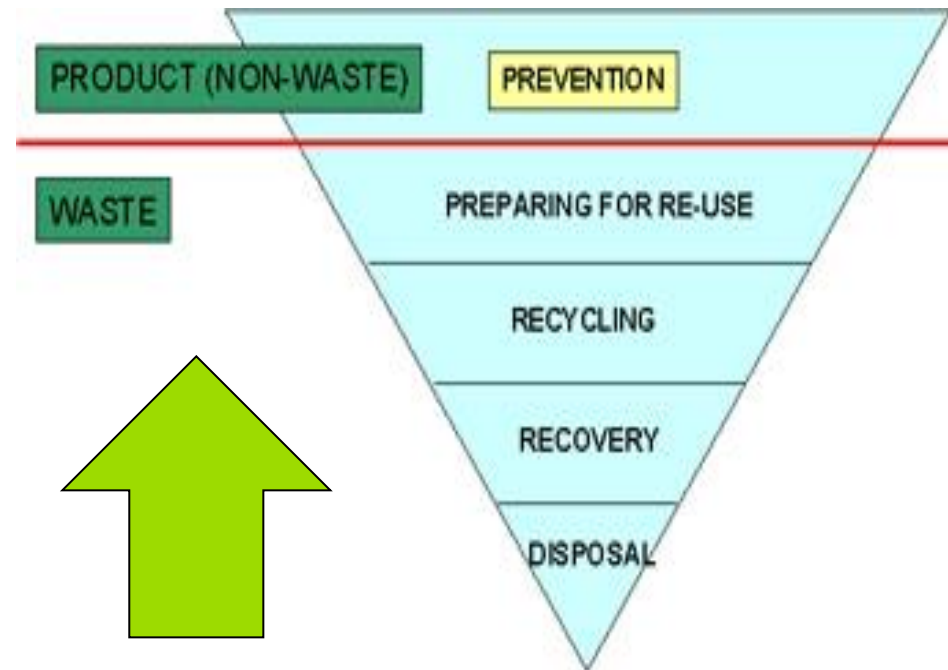 PRODUCT (NON-WASTE)
PREVENTION
WASTE
PREPARING FOR RE-USE
RECYCLING
RECOVERY
DISPOSAL